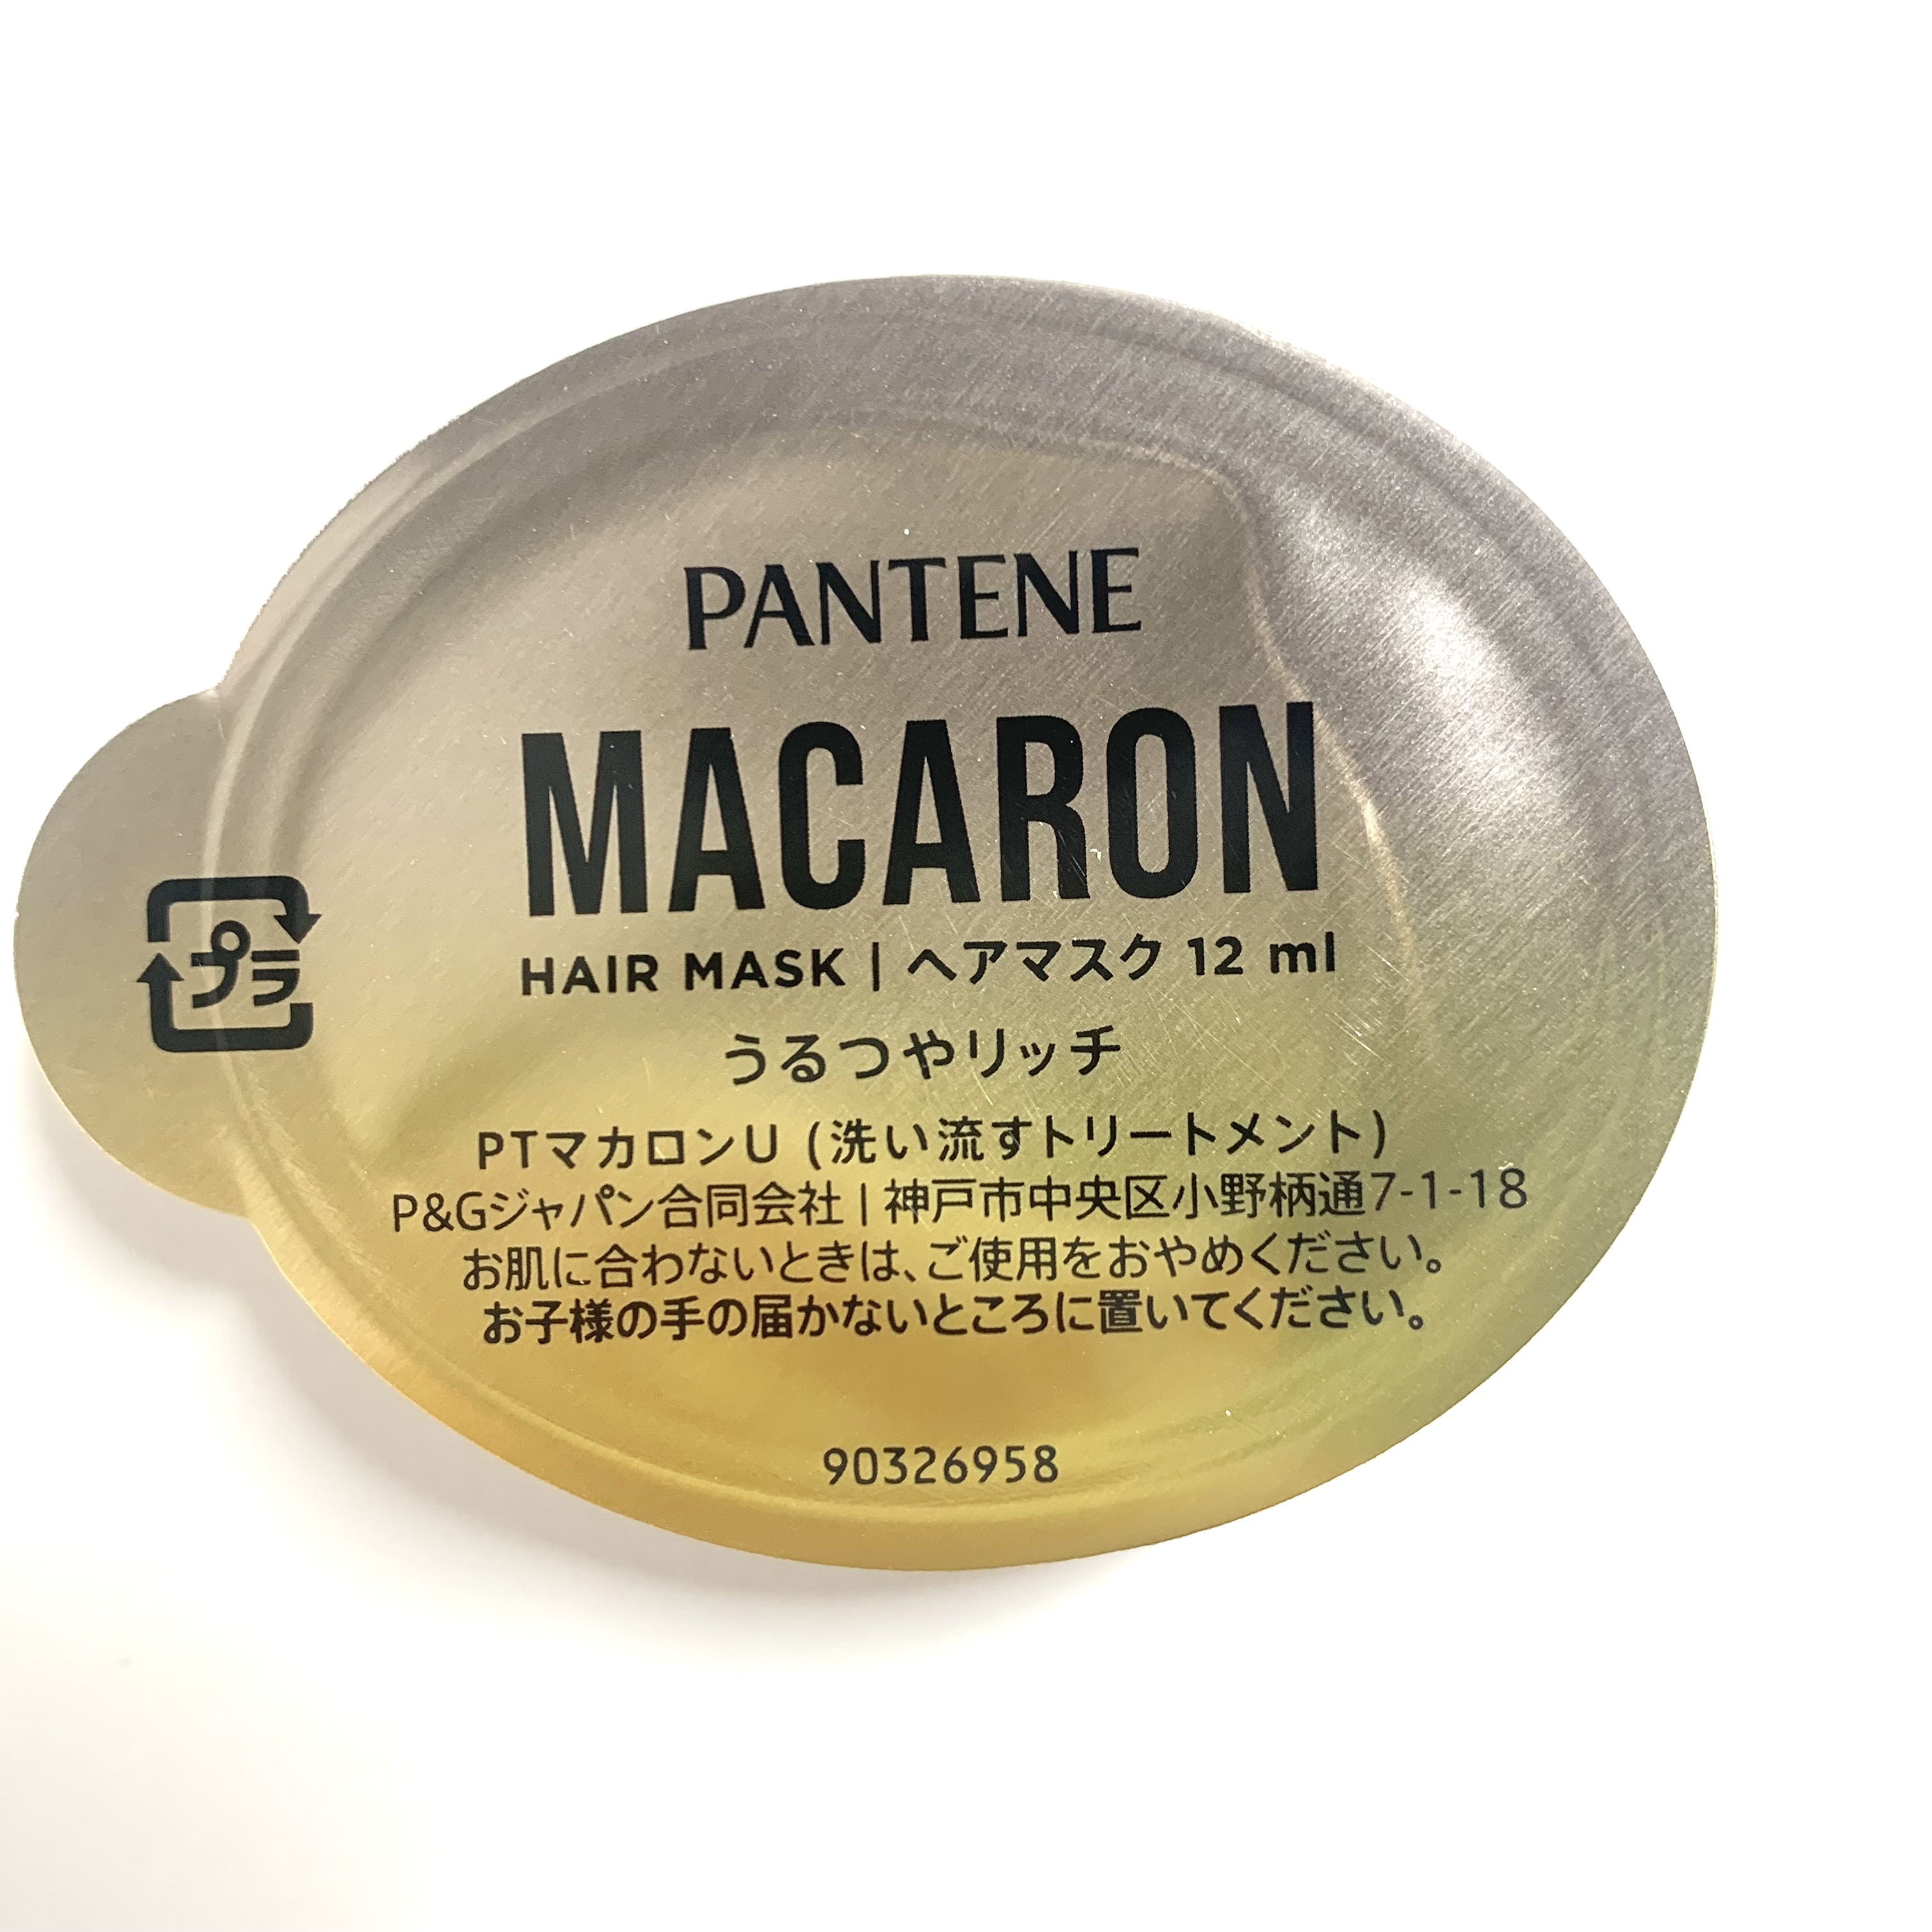 PANTENE
MACARON
HAIR MASK | ヘアマスク 12 ml
プラ
うるつやリッチ
PTマカロンU (洗い流すトリートメント)
P&Gジャパン合同会社 | 神戸市中央区小野柄通7-1-18
お肌に合わないときは、ご使用をおやめください。
お子様の手の届かないところに置いてください。
90326958